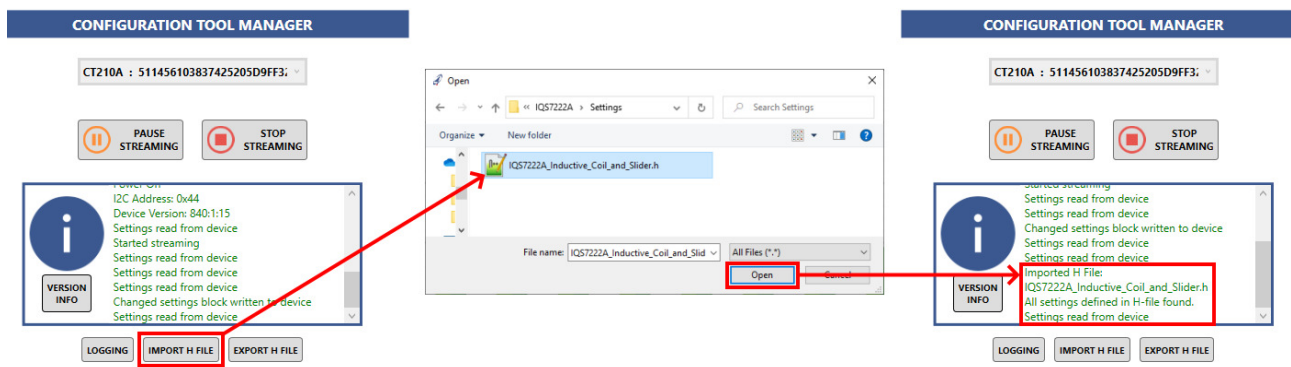 CONFIGURATION TOOL MANAGER
CT210A : 511456103837425205D9FF3
PAUSE
STREAMING
STOP
STREAMING
Power On
I2C Address: 0x44
Device Version: 840:1:15
Settings read from device
Started streaming
Settings read from device
Settings read from device
Settings read from device
Changed settings block written to device
Settings read from device
i
VERSION
INFO
LOGGING
IMPORT H FILE
EXPORT H FILE
Open
« IQS7222A › Settings
Search Settings
Organize
New folder
IQS7222A_Inductive_Coil_and_Slider.h
File name: IQS7222A_Inductive_Coil_and_Slid
All Files (*.*)
Open
Cancel
CONFIGURATION TOOL MANAGER
CT210A : 511456103837425205D9FF3
PAUSE
STREAMING
STOP
STREAMING
Started streaming
Settings read from device
Settings read from device
Changed settings block written to device
Settings read from device
Settings read from device
Imported H File:
IQS7222A_Inductive_Coil_and_Slider.h
All settings defined in H-file found.
Settings read from device
i
VERSION
INFO
LOGGING
IMPORT H FILE
EXPORT H FILE